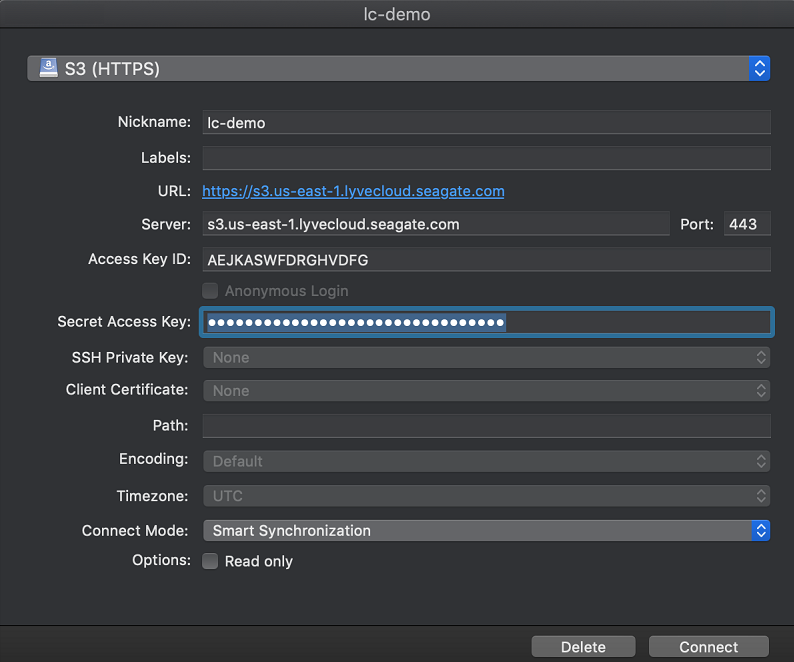 lc-demo
S3 (HTTPS)
Nickname: lc-demo
Labels:
URL: https://s3.us-east-1.lyvecloud.seagate.com
Server: s3.us-east-1.lyvecloud.seagate.com Port: 443
Access Key ID: AEJKASWFDRGHVDFG
Anonymous Login
Secret Access Key: ••••••••••••••••••••••••••••••••
SSH Private Key: None
Client Certificate: None
Path:
Encoding: Default
Timezone: UTC
Connect Mode: Smart Synchronization
Options: Read only
Delete Connect